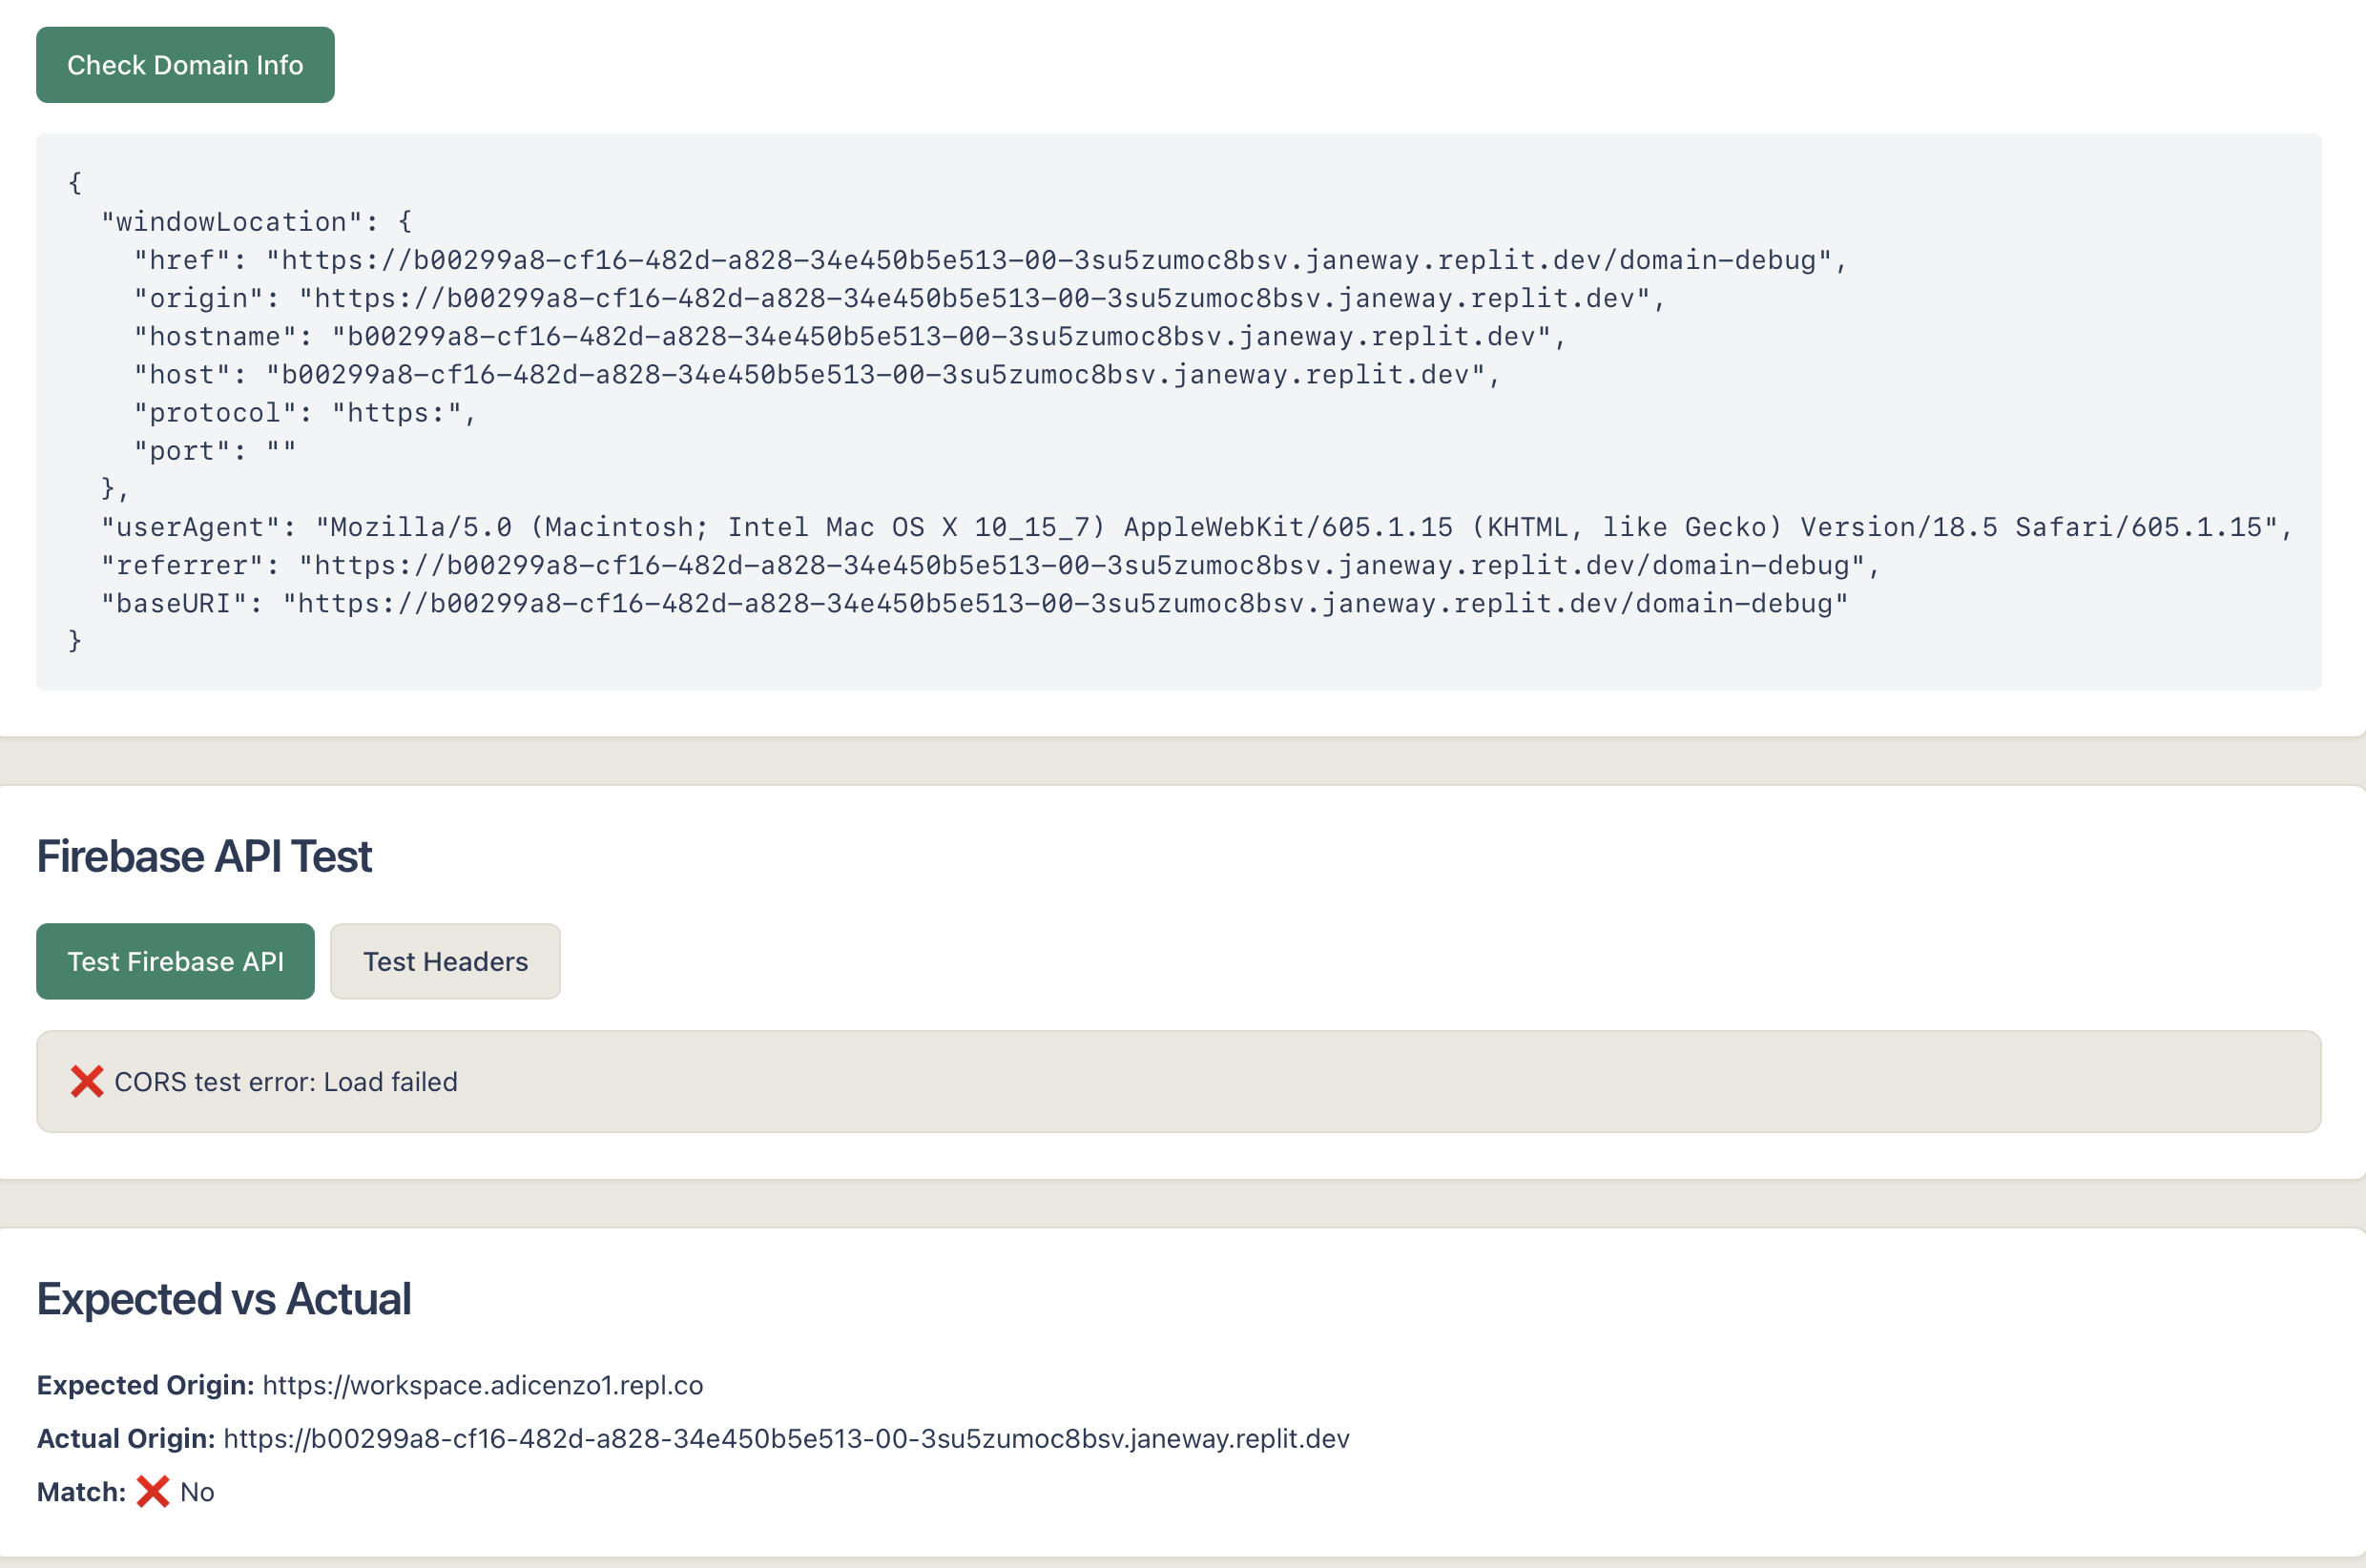 Check Domain Info
{
  "windowLocation": {
    "href": "https://b00299a8-cf16-482d-a828-34e450b5e513-00-3su5zumoc8bsv.janeway.replit.dev/domain-debug",
    "origin": "https://b00299a8-cf16-482d-a828-34e450b5e513-00-3su5zumoc8bsv.janeway.replit.dev",
    "hostname": "b00299a8-cf16-482d-a828-34e450b5e513-00-3su5zumoc8bsv.janeway.replit.dev",
    "host": "b00299a8-cf16-482d-a828-34e450b5e513-00-3su5zumoc8bsv.janeway.replit.dev",
    "protocol": "https:",
    "port": ""
  },
  "userAgent": "Mozilla/5.0 (Macintosh; Intel Mac OS X 10_15_7) AppleWebKit/605.1.15 (KHTML, like Gecko) Version/18.5 Safari/605.1.15",
  "referrer": "https://b00299a8-cf16-482d-a828-34e450b5e513-00-3su5zumoc8bsv.janeway.replit.dev/domain-debug",
  "baseURI": "https://b00299a8-cf16-482d-a828-34e450b5e513-00-3su5zumoc8bsv.janeway.replit.dev/domain-debug"
}
Firebase API Test
Test Firebase API Test Headers
❌ CORS test error: Load failed
Expected vs Actual
Expected Origin: https://workspace.adicenzo1.repl.co
Actual Origin: https://b00299a8-cf16-482d-a828-34e450b5e513-00-3su5zumoc8bsv.janeway.replit.dev
Match: ❌ No